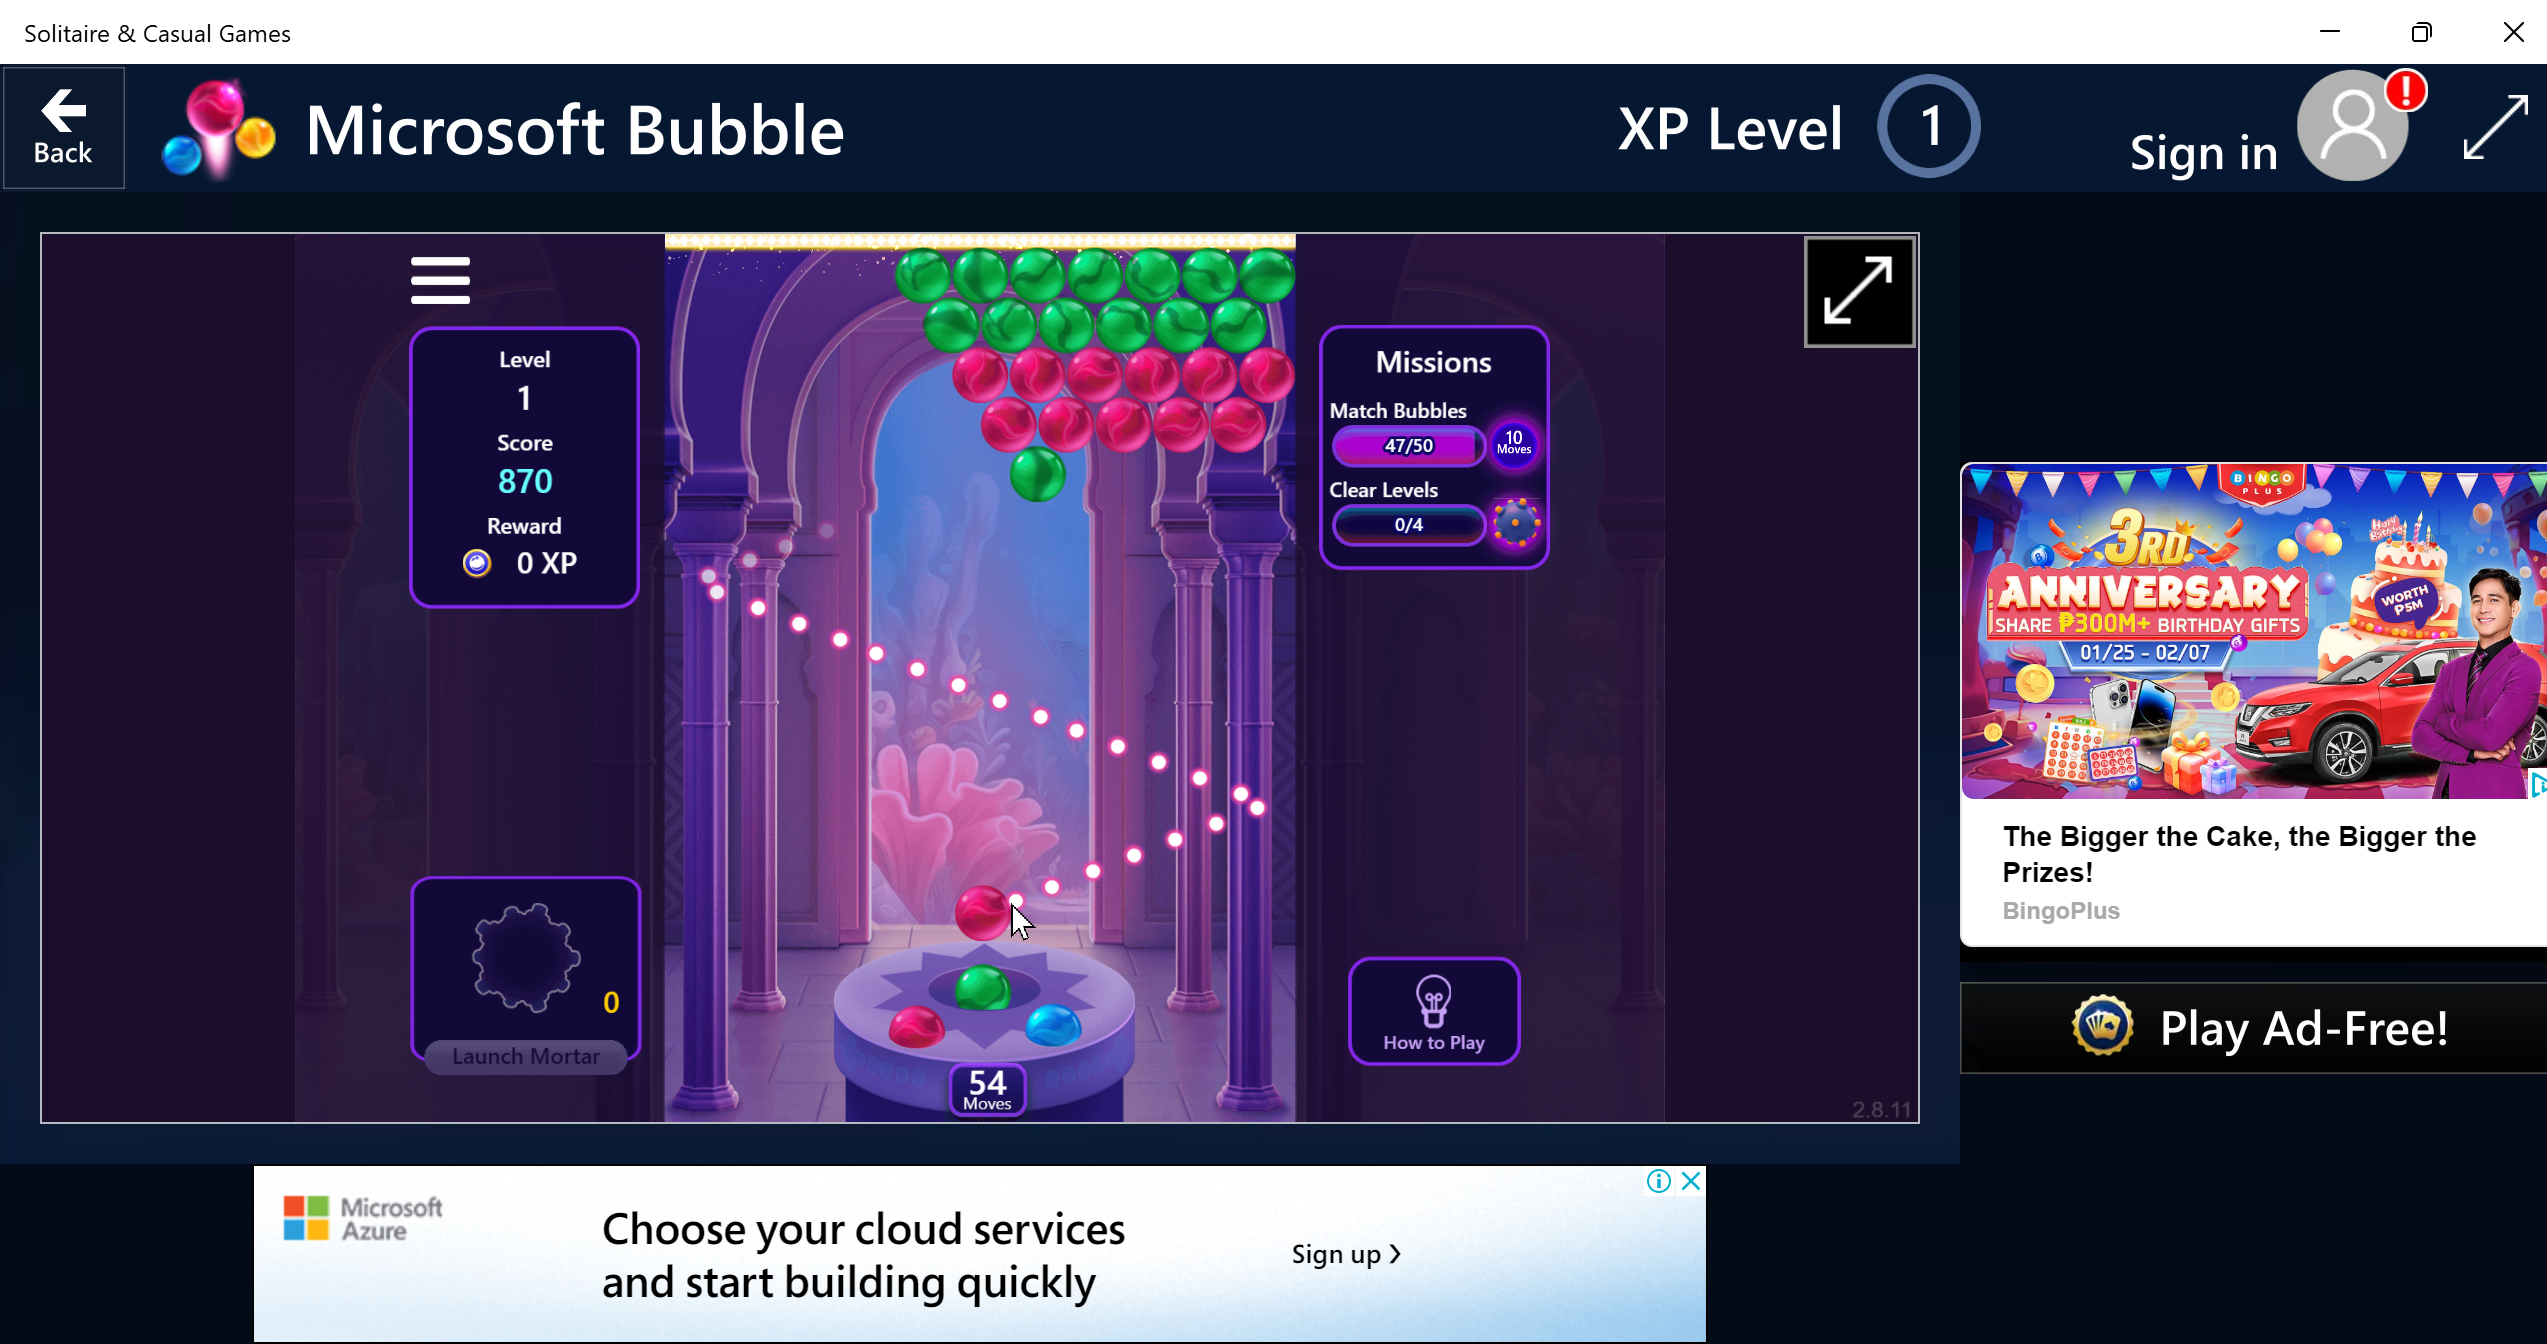 Solitaire & Casual Games
Back
Microsoft Bubble
XP Level
1
Sign in
!
Level
1
Score
870
Reward
0 XP
Missions
Match Bubbles
47/50
10
Moves
Clear Levels
0/4
0
Launch Mortar
54
Moves
How to Play
2.8.11
BINGO
PLUS
3RD
ANNIVERSARY
SHARE ₱300M+ BIRTHDAY GIFTS
01/25 - 02/07
WORTH
₱5M
The Bigger the Cake, the Bigger the
Prizes!
BingoPlus
Play Ad-Free!
Microsoft
Azure
Choose your cloud services
and start building quickly
Sign up